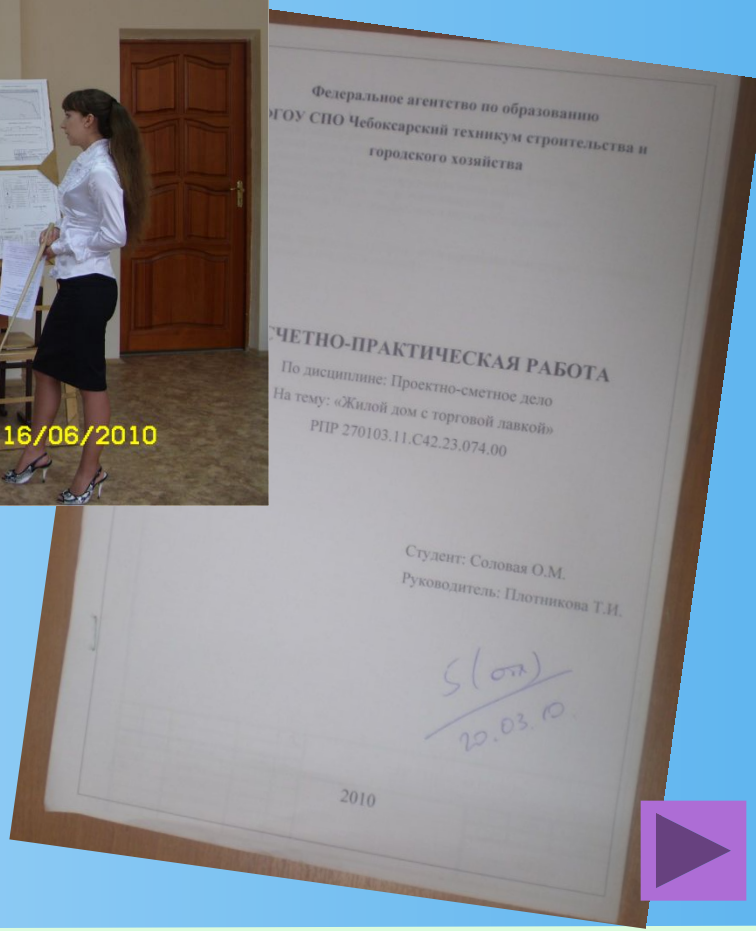 Федеральное агентство по образованию
ФГОУ СПО Чебоксарский техникум строительства и
городского хозяйства
СЧЕТНО-ПРАКТИЧЕСКАЯ РАБОТА
По дисциплине: Проектно-сметное дело
На тему: «Жилой дом с торговой лавкой»
РПР 270103.11.С42.23.074.00
16/06/2010
Студент: Соловая О.М.
Руководитель: Плотникова Т.И.
5 (отл)
20.03.10
2010